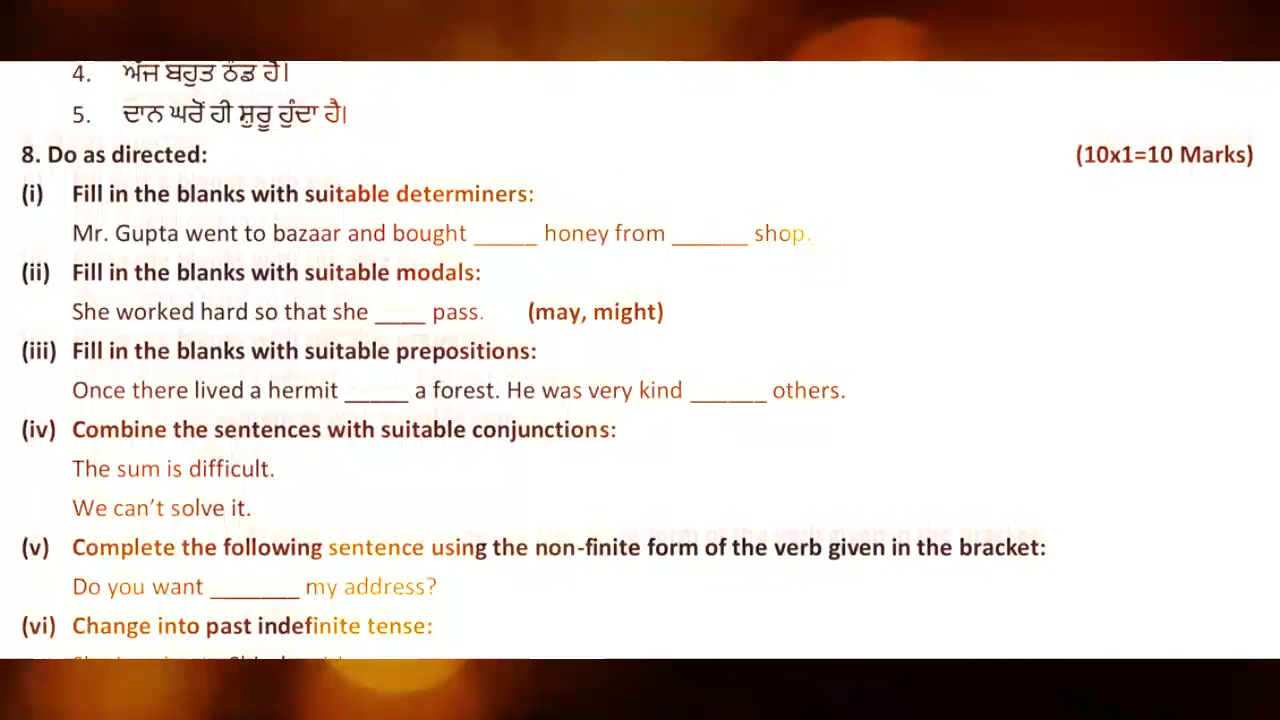 4. ਅੱਜ ਬਹੁਤ ਠੰਡ ਹੈ।
5. ਦਾਨ ਘਰੋਂ ਹੀ ਸ਼ੁਰੂ ਹੁੰਦਾ ਹੈ।
8. Do as directed: (10x1=10 Marks)
(i) Fill in the blanks with suitable determiners:
Mr. Gupta went to bazaar and bought _____ honey from ______ shop.
(ii) Fill in the blanks with suitable modals:
She worked hard so that she ____ pass. (may, might)
(iii) Fill in the blanks with suitable prepositions:
Once there lived a hermit _____ a forest. He was very kind ______ others.
(iv) Combine the sentences with suitable conjunctions:
The sum is difficult.
We can’t solve it.
(v) Complete the following sentence using the non-finite form of the verb given in the bracket:
Do you want _______ my address?
(vi) Change into past indefinite tense: